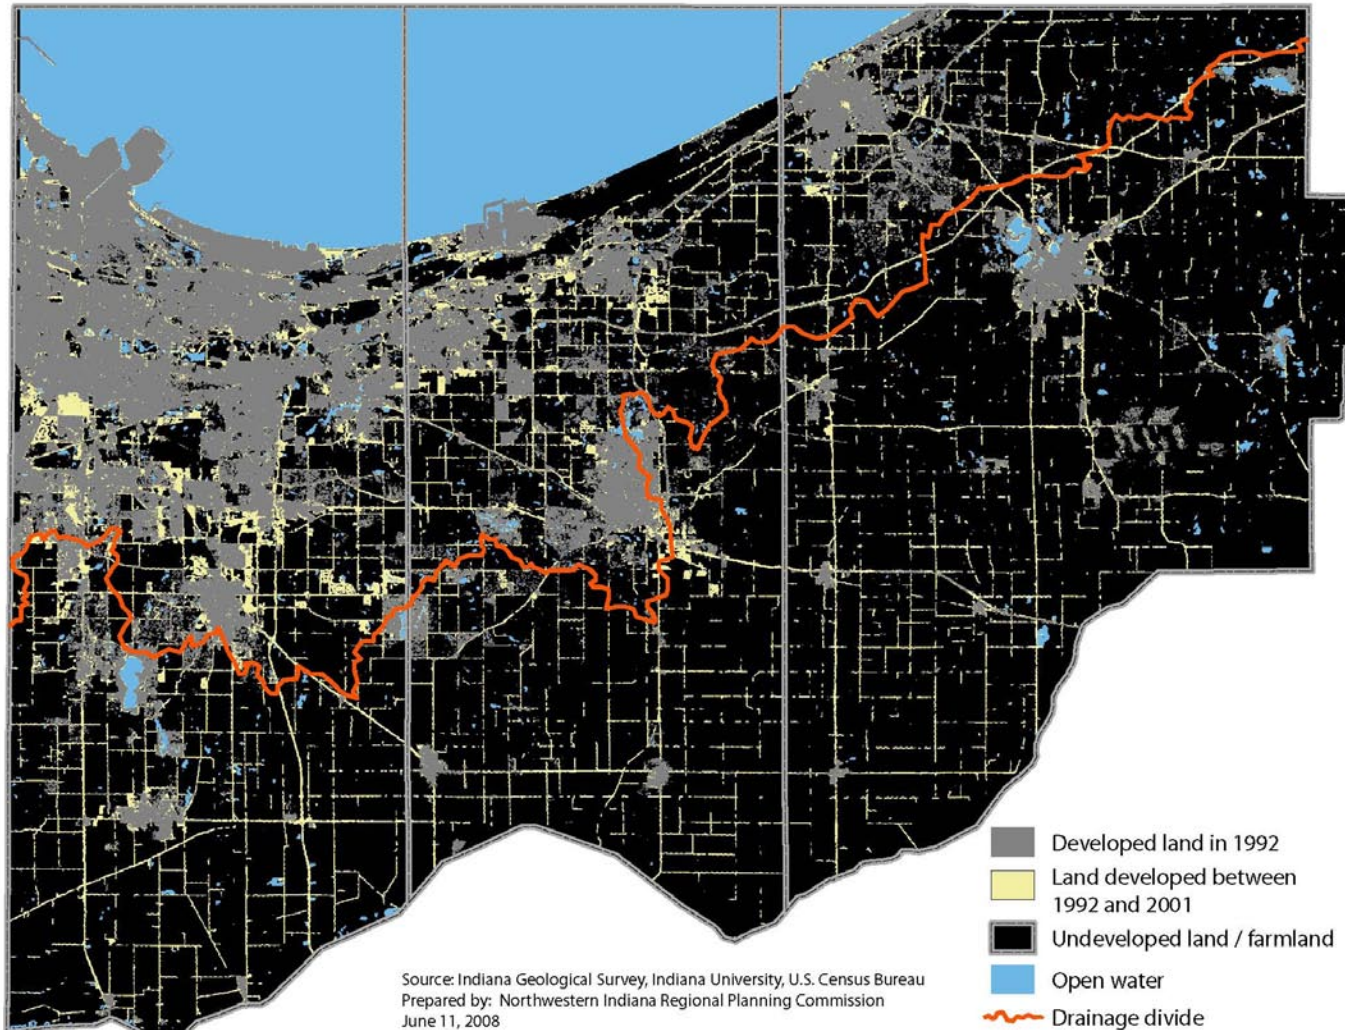 Developed land in 1992
Land developed between
1992 and 2001
Undeveloped land / farmland
Open water
Drainage divide
Source: Indiana Geological Survey, Indiana University, U.S. Census Bureau
Prepared by: Northwestern Indiana Regional Planning Commission
June 11, 2008